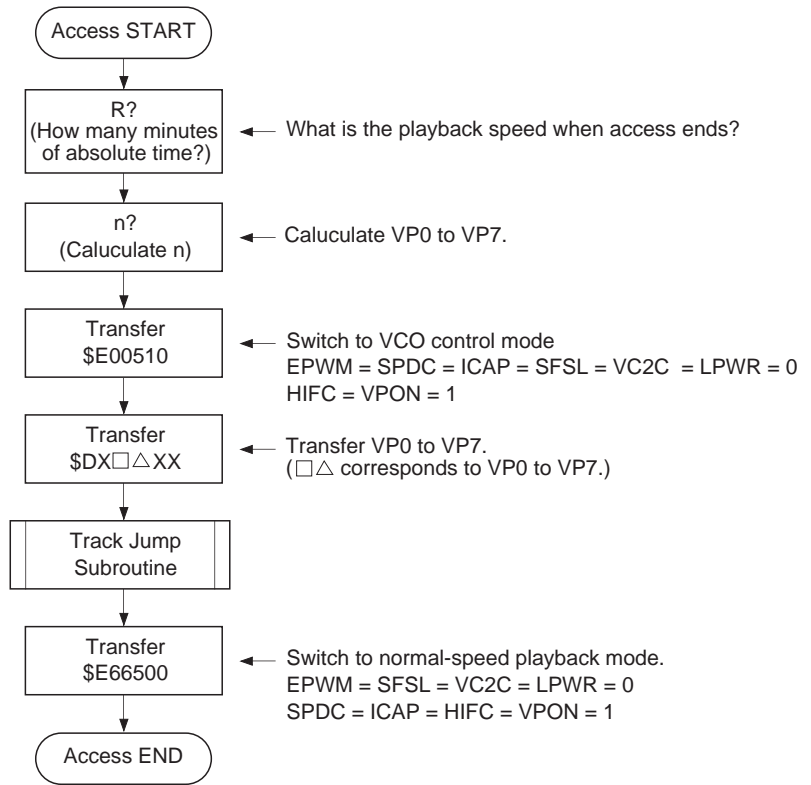 Access START
R?
(How many minutes
of absolute time?)
What is the playback speed when access ends?
n?
(Caluculate n)
Caluculate VP0 to VP7.
Transfer
$E00510
Switch to VCO control mode
EPWM = SPDC = ICAP = SFSL = VC2C = LPWR = 0
HIFC = VPON = 1
Transfer
$DX□△XX
Transfer VP0 to VP7.
(□△ corresponds to VP0 to VP7.)
Track Jump
Subroutine
Transfer
$E66500
Switch to normal-speed playback mode.
EPWM = SFSL = VC2C = LPWR = 0
SPDC = ICAP = HIFC = VPON = 1
Access END